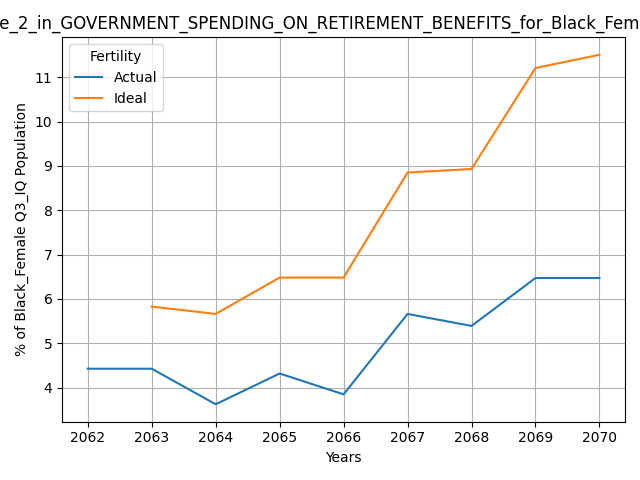 e_2_in_GOVERNMENT_SPENDING_ON_RETIREMENT_BENEFITS_for_Black_Fem
Fertility
Actual
Ideal
% of Black_Female Q3_IQ Population
11
10
9
8
7
6
5
4
2062 2063 2064 2065 2066 2067 2068 2069 2070
Years